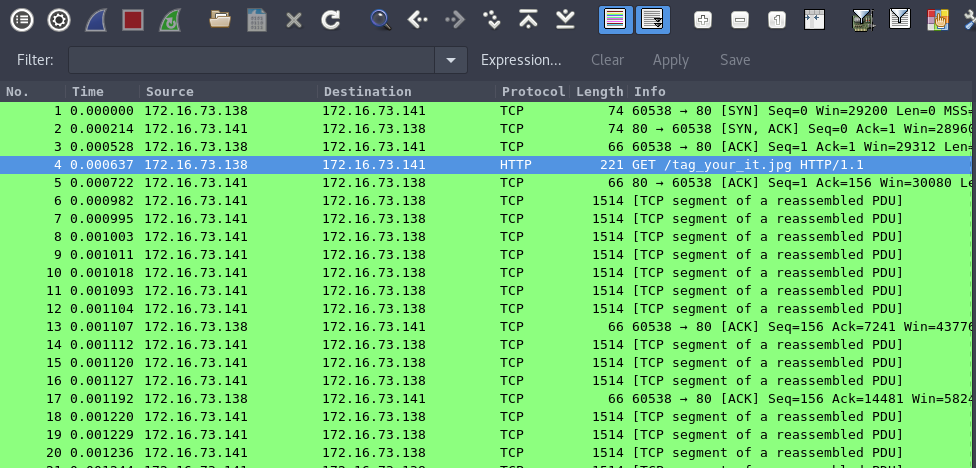 Filter: Expression... Clear Apply Save
No. Time Source Destination Protocol Length Info
1 0.000000 172.16.73.138 172.16.73.141 TCP 74 60538 → 80 [SYN] Seq=0 Win=29200 Len=0 MSS=
2 0.000214 172.16.73.141 172.16.73.138 TCP 74 80 → 60538 [SYN, ACK] Seq=0 Ack=1 Win=28960
3 0.000528 172.16.73.138 172.16.73.141 TCP 66 60538 → 80 [ACK] Seq=1 Ack=1 Win=29312 Len=
4 0.000637 172.16.73.138 172.16.73.141 HTTP 221 GET /tag_your_it.jpg HTTP/1.1
5 0.000722 172.16.73.141 172.16.73.138 TCP 66 80 → 60538 [ACK] Seq=1 Ack=156 Win=30080 Le
6 0.000982 172.16.73.141 172.16.73.138 TCP 1514 [TCP segment of a reassembled PDU]
7 0.000995 172.16.73.141 172.16.73.138 TCP 1514 [TCP segment of a reassembled PDU]
8 0.001003 172.16.73.141 172.16.73.138 TCP 1514 [TCP segment of a reassembled PDU]
9 0.001011 172.16.73.141 172.16.73.138 TCP 1514 [TCP segment of a reassembled PDU]
10 0.001018 172.16.73.141 172.16.73.138 TCP 1514 [TCP segment of a reassembled PDU]
11 0.001093 172.16.73.141 172.16.73.138 TCP 1514 [TCP segment of a reassembled PDU]
12 0.001104 172.16.73.141 172.16.73.138 TCP 1514 [TCP segment of a reassembled PDU]
13 0.001107 172.16.73.138 172.16.73.141 TCP 66 60538 → 80 [ACK] Seq=156 Ack=7241 Win=43776
14 0.001112 172.16.73.141 172.16.73.138 TCP 1514 [TCP segment of a reassembled PDU]
15 0.001120 172.16.73.141 172.16.73.138 TCP 1514 [TCP segment of a reassembled PDU]
16 0.001127 172.16.73.141 172.16.73.138 TCP 1514 [TCP segment of a reassembled PDU]
17 0.001192 172.16.73.138 172.16.73.141 TCP 66 60538 → 80 [ACK] Seq=156 Ack=14481 Win=5824
18 0.001220 172.16.73.141 172.16.73.138 TCP 1514 [TCP segment of a reassembled PDU]
19 0.001229 172.16.73.141 172.16.73.138 TCP 1514 [TCP segment of a reassembled PDU]
20 0.001236 172.16.73.141 172.16.73.138 TCP 1514 [TCP segment of a reassembled PDU]